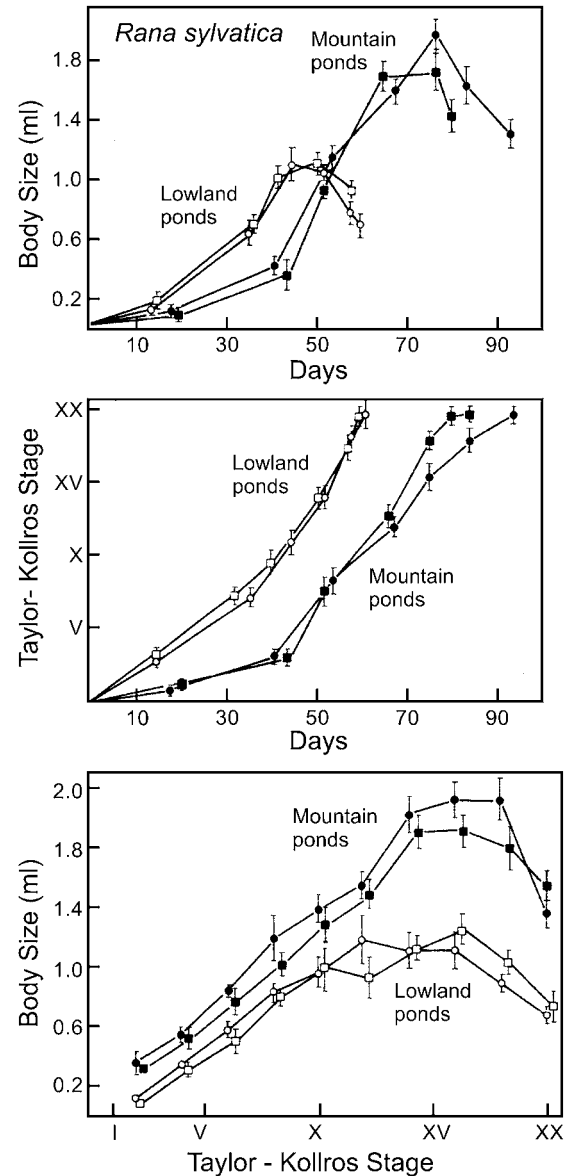 Rana sylvatica
Mountain
ponds
Lowland
ponds
Body Size (ml)
1.8
1.4
1.0
0.6
0.2
10 30 50 70 90
Days
XX
XV
X
V
Taylor- Kollros Stage
Lowland
ponds
Mountain
ponds
10 30 50 70 90
Days
2.0
1.8
1.4
1.0
0.6
0.2
Body Size (ml)
Mountain
ponds
Lowland
ponds
I V X XV XX
Taylor - Kollros Stage